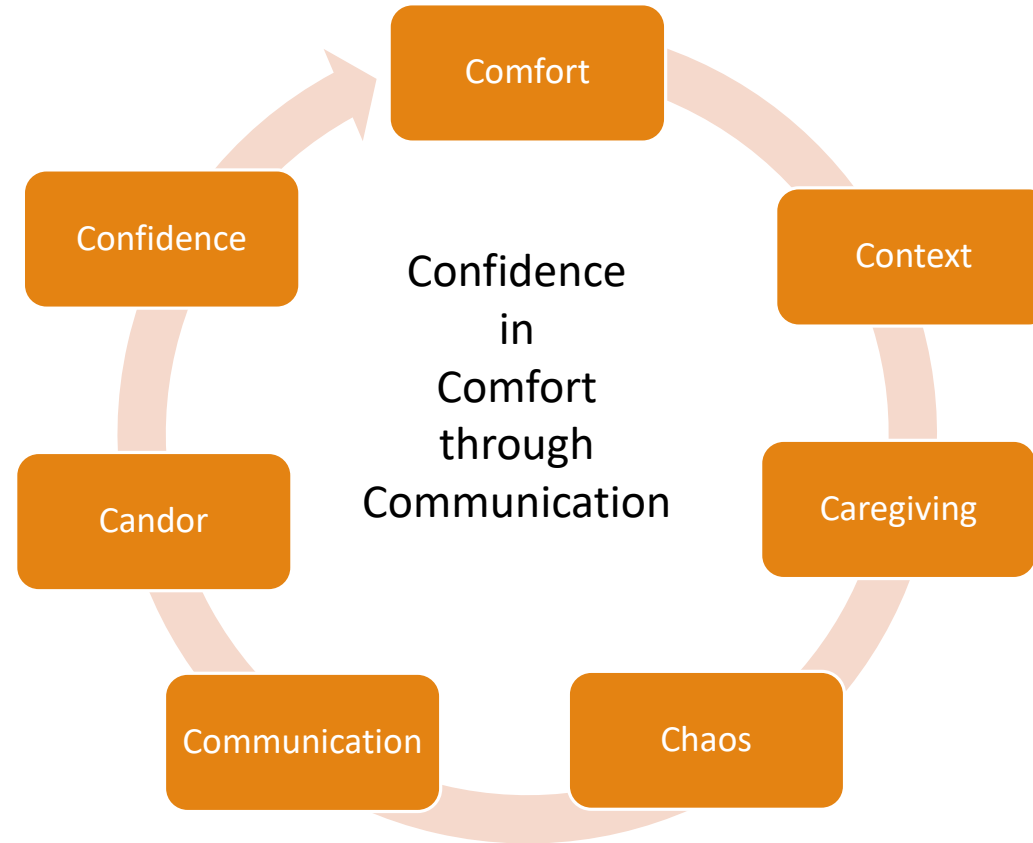 Comfort
Context
Caregiving
Chaos
Communication
Candor
Confidence
Confidence
in
Comfort
through
Communication